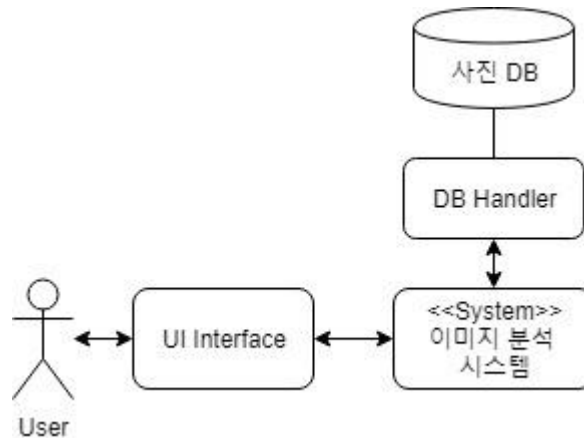 사진 DB
DB Handler
<<System>>
이미지 분석
시스템
UI Interface
User